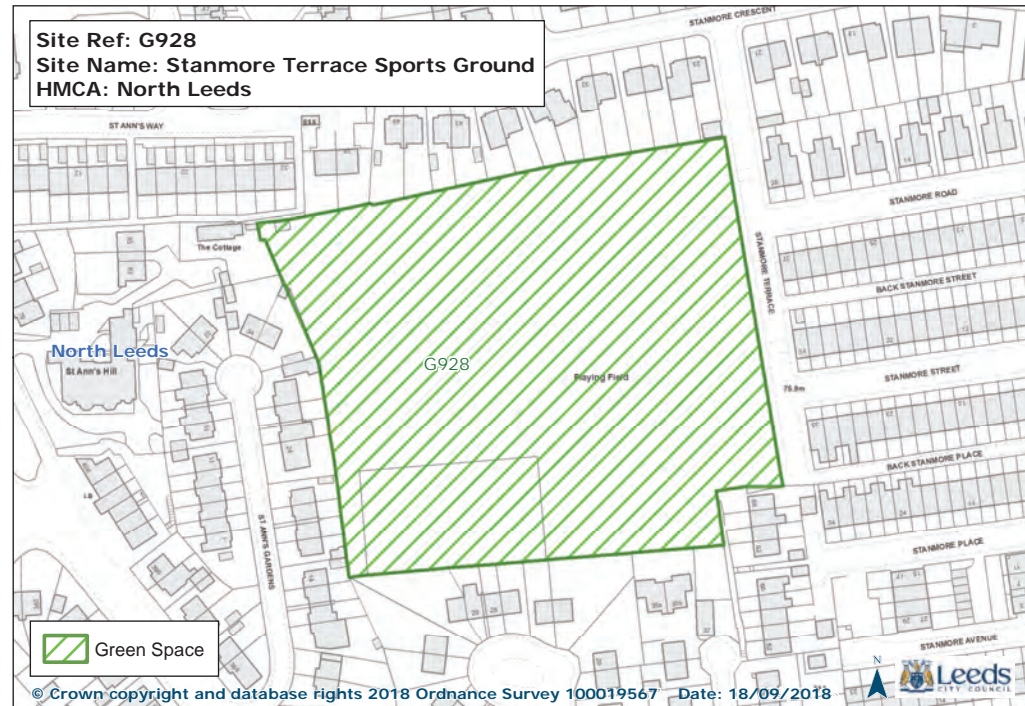 Site Ref: G928
Site Name: Stanmore Terrace Sports Ground
HMCA: North Leeds
STANMORE CRESCENT
ST ANN'S WAY
STANMORE ROAD
The Cottage
STANMORE TERRACE
BACK STANMORE STREET
North Leeds
St Ann's Hill
G928
Playing Field
STANMORE STREET
75.9m
BACK STANMORE PLACE
LB
ST ANN'S GARDENS
STANMORE PLACE
STANMORE AVENUE
Green Space
N
Leeds
CITY COUNCIL
© Crown copyright and database rights 2018 Ordnance Survey 100019567 Date: 18/09/2018